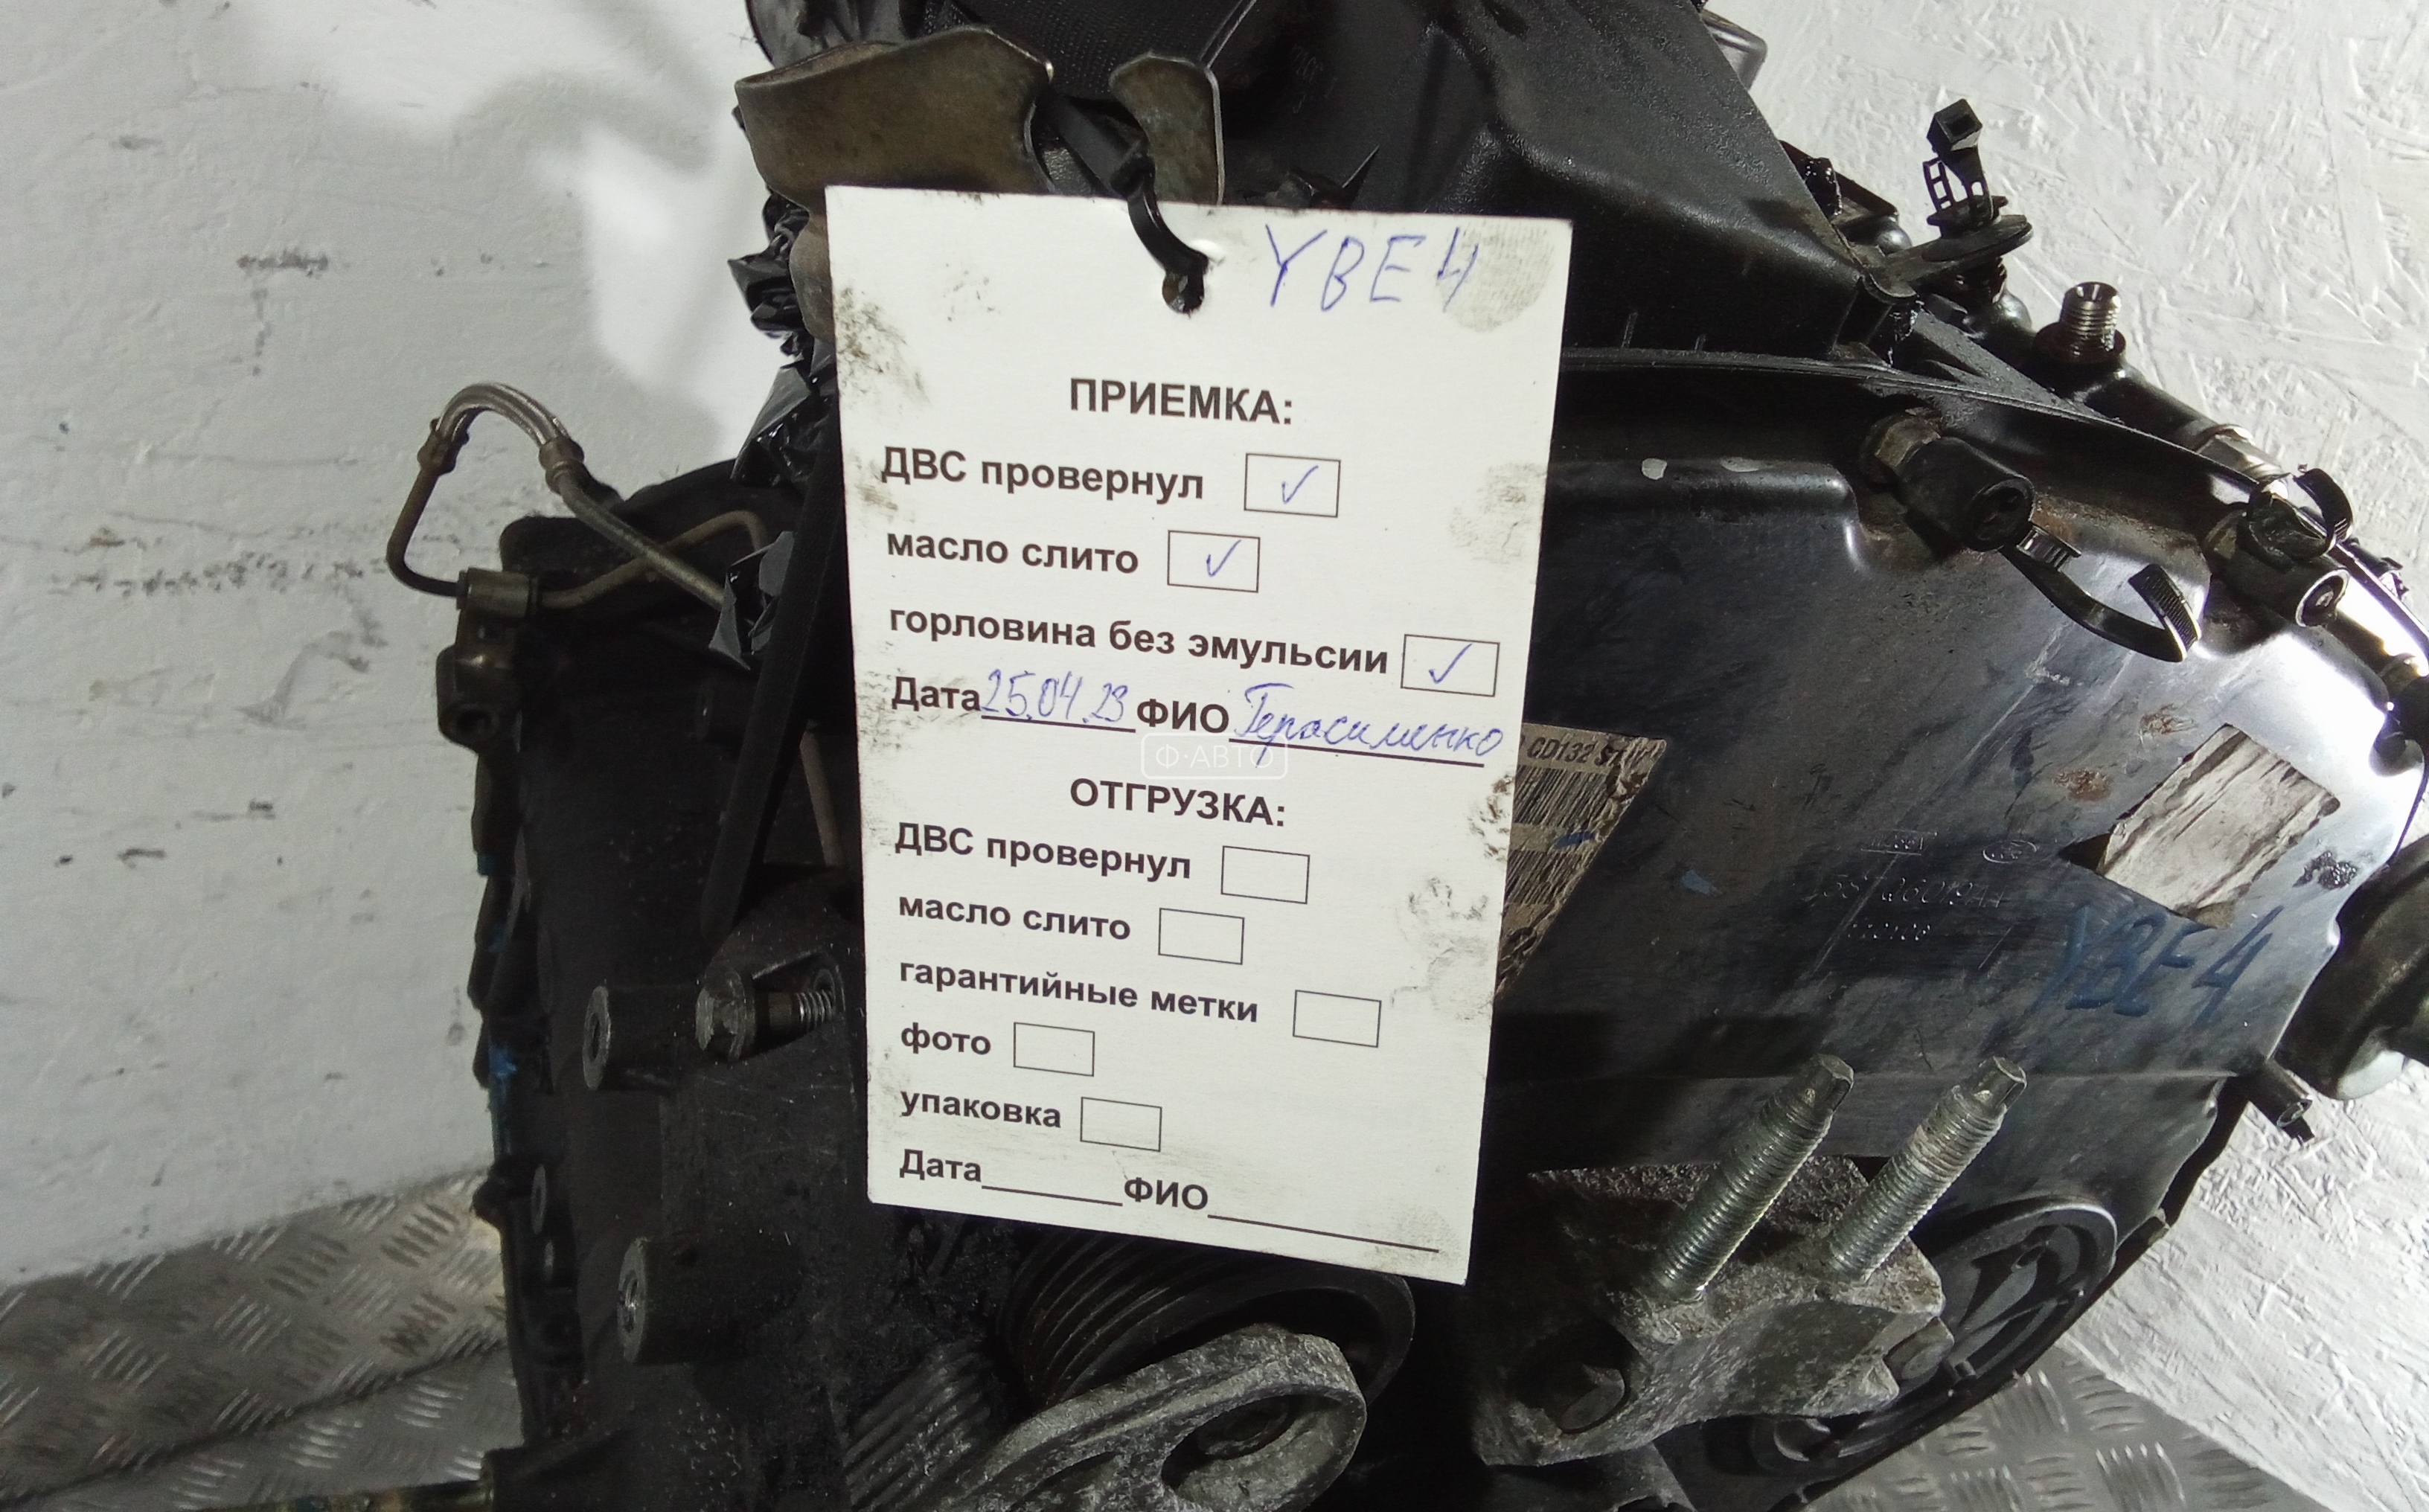 YBE4
ПРИЕМКА:
ДВС провернул ✓
масло слито ✓
горловина без эмульсии ✓
Дата 25.04.23 ФИО Герасименко
Ф·АВТО
CD132
ОТГРУЗКА:
ДВС провернул
масло слито
гарантийные метки
фото
упаковка
Дата ФИО
YBE4